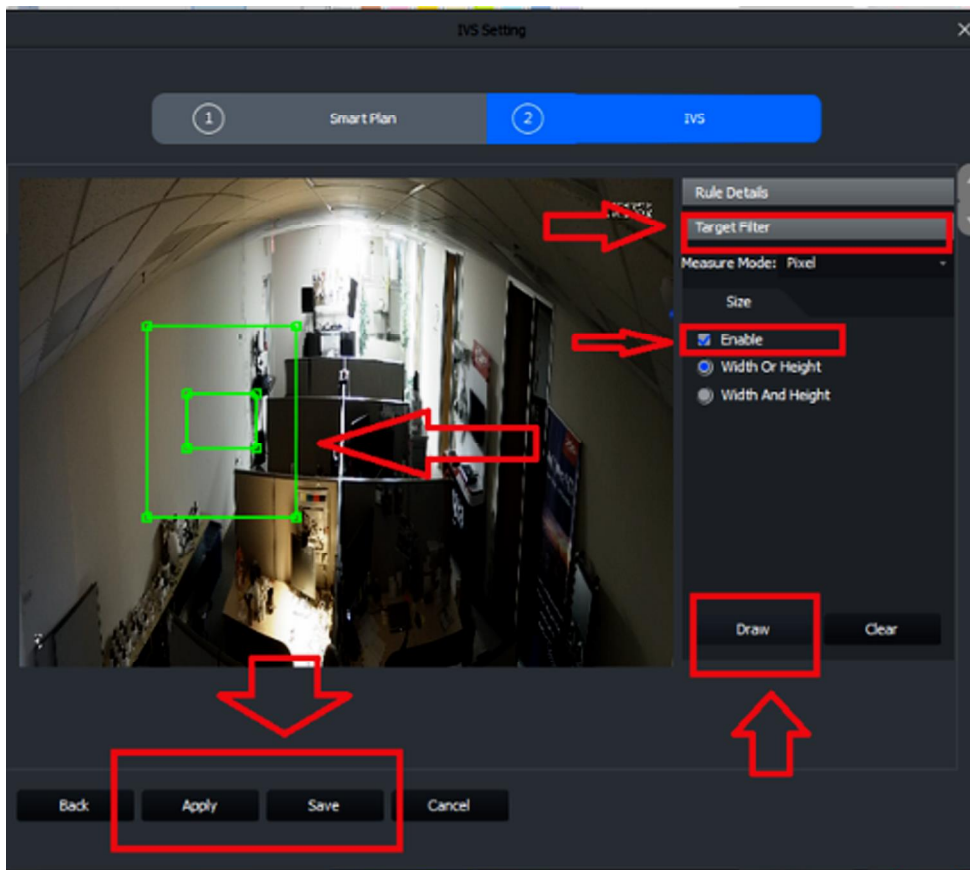 IVS Setting
1 Smart Plan 2 IVS
Rule Details
Target Filter
Measure Mode: Pixel
Size
Enable
Width Or Height
Width And Height
Draw Clear
Back Apply Save Cancel